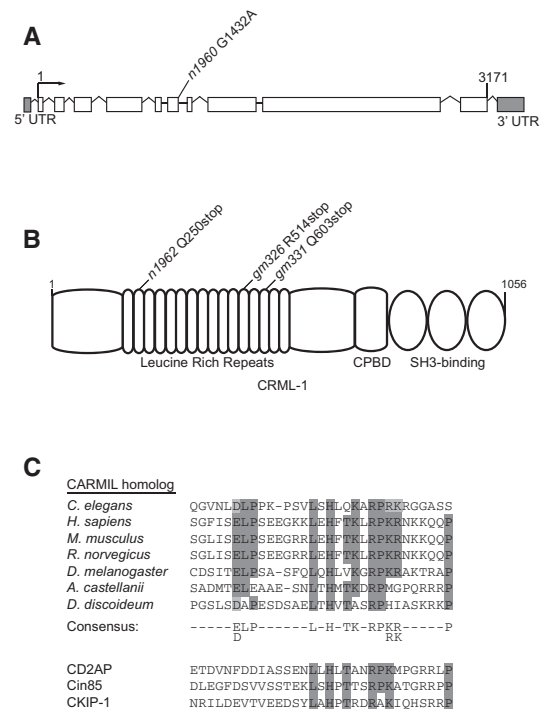 A
n1960 G1432A
1
3171
5' UTR
3' UTR
B
n1962 Q250stop
gm326 R514stop
gm331 Q603stop
1
1056
Leucine Rich Repeats
CPBD
SH3-binding
CRML-1
C
CARMIL homolog
C. elegans QGVNLDLPPK-PSVLSHLQKARPRKRGGASS
H. sapiens SGFISELPSEEGKKLEHFTKLRPKRNKKQQP
M. musculus SGLISELPSEEGRRLEHFTKLRPKRNKKQQP
R. norvegicus SGLISELPSEEGRRLEHFTKLRPKRNKKQQP
D. melanogaster CDSITELPSA-SFQLQHLVKGRPKRAKTRAP
A. castellanii SADMTELEAAE-SNLTHMTKDRPMGPQRRRP
D. discoideum PGSLSDAPESDSAELTHVTASRPHIASKRKP
Consensus: -----ELP-----L-H-TK-RPKR------P
D RK
CD2AP ETDVNFDDIASSENLLHLTANRPKMPGRRLP
Cin85 DLEGFDSVVSSTEKLSHPTTSRPKATGRRPP
CKIP-1 NRILDEVTVEEDSYLAHPTRDRAKIQHSRRP